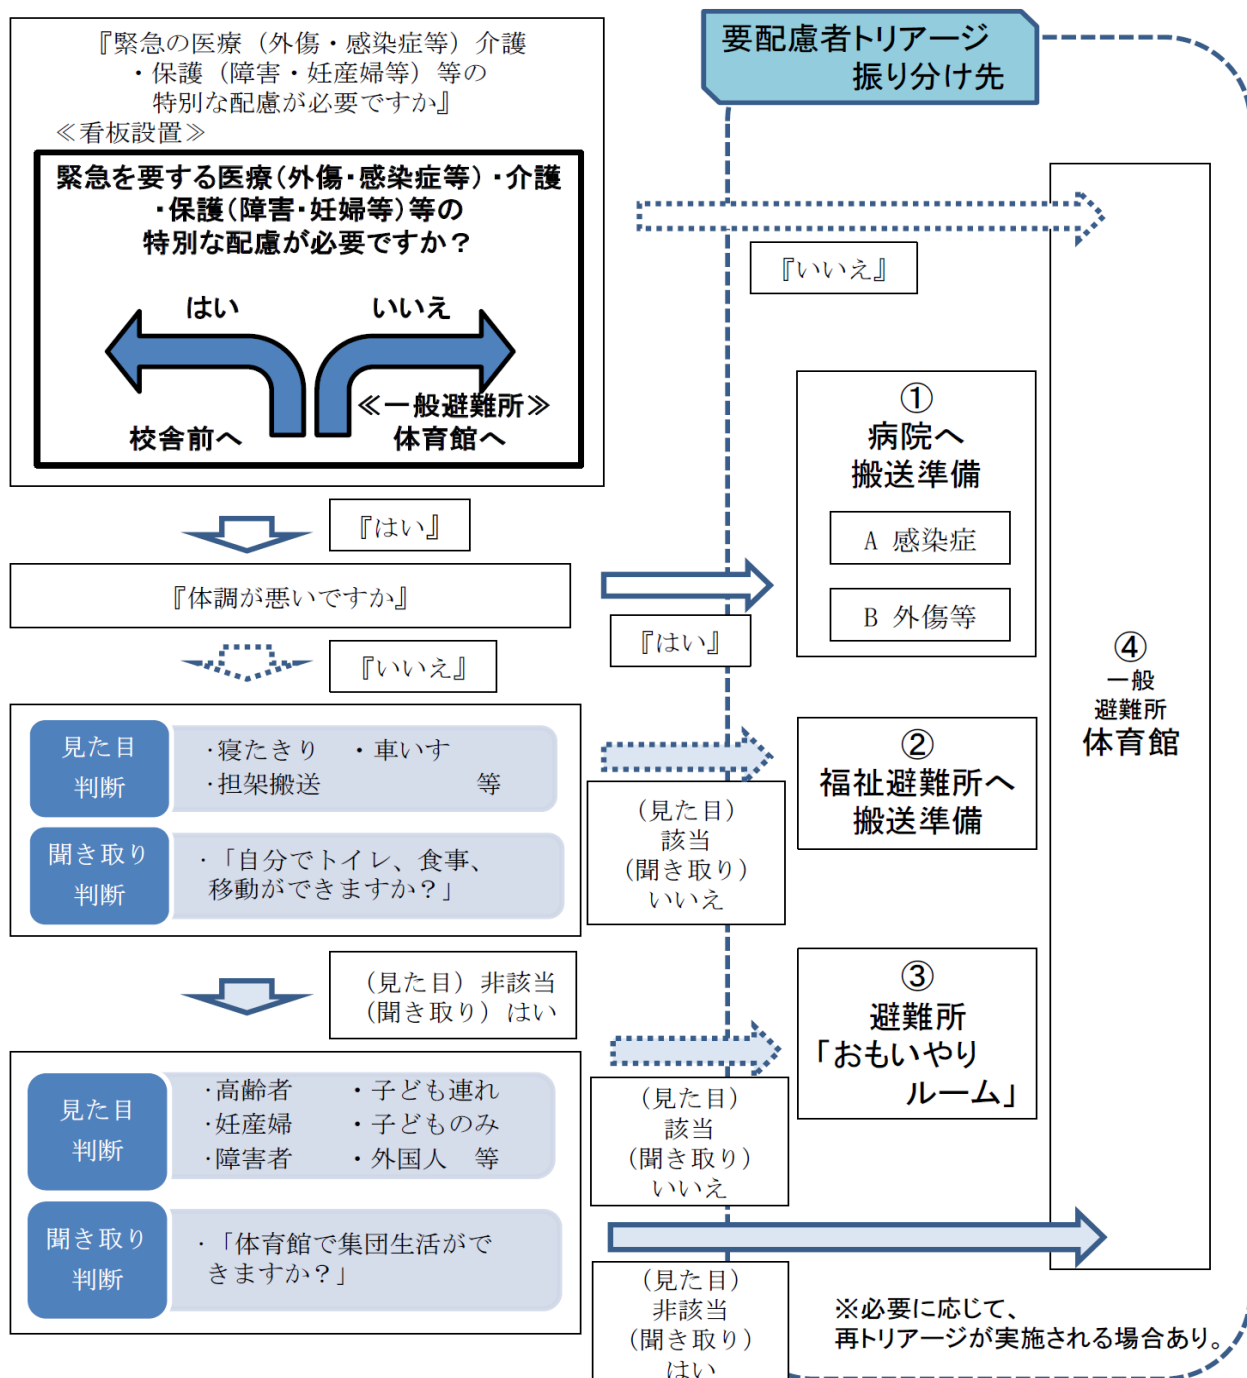 『緊急の医療（外傷・感染症等）介護
・保護（障害・妊産婦等）等の
特別な配慮が必要ですか』
≪看板設置≫
緊急を要する医療（外傷・感染症等）・介護
・保護（障害・妊婦等）等の
特別な配慮が必要ですか？
はい
いいえ
校舎前へ
≪一般避難所≫
体育館へ
要配慮者トリアージ
振り分け先
『いいえ』
『はい』
『体調が悪いですか』
『はい』
『いいえ』
①
病院へ
搬送準備
A 感染症
B 外傷等
見た目
判断
・寝たきり ・車いす
・担架搬送 等
聞き取り
判断
・「自分でトイレ、食事、
移動ができますか？」
（見た目）
該当
（聞き取り）
いいえ
②
福祉避難所へ
搬送準備
（見た目）非該当
（聞き取り）はい
見た目
判断
・高齢者 ・子ども連れ
・妊産婦 ・子どものみ
・障害者 ・外国人 等
聞き取り
判断
・「体育館で集団生活がで
きますか？」
（見た目）
該当
（聞き取り）
いいえ
③
避難所
「おもいやり
ルーム」
（見た目）
非該当
（聞き取り）
はい
④
一般
避難所
体育館
※必要に応じて、
再トリアージが実施される場合あり。